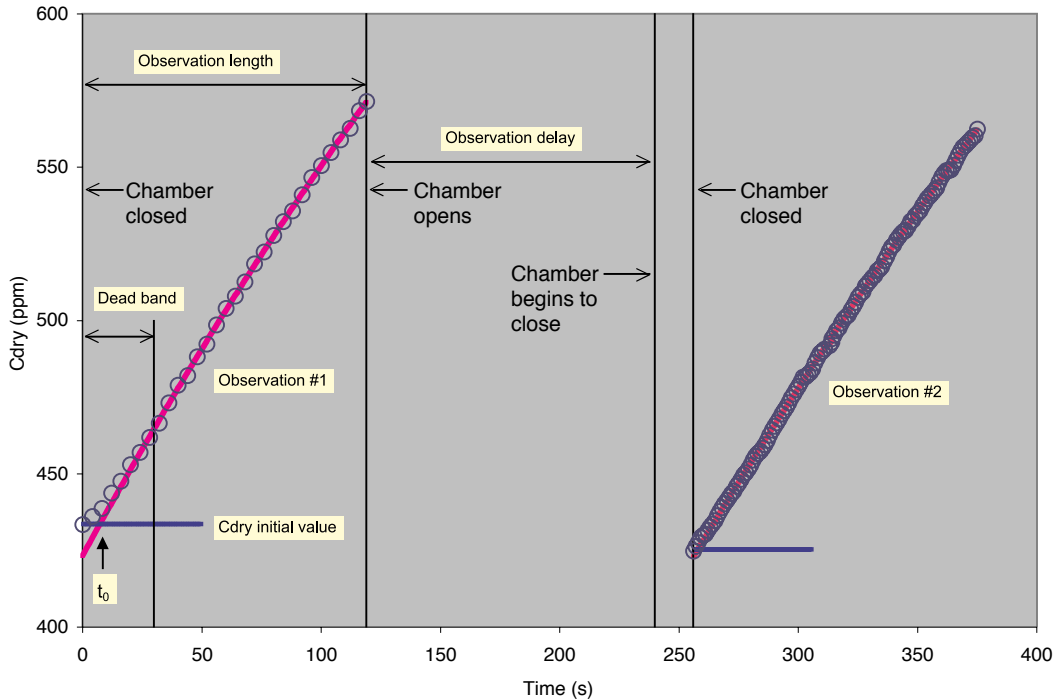 600
550
500
450
400
Cdry (ppm)
Observation length
Observation delay
Chamber
closed
Chamber
opens
Chamber
closed
Chamber
begins to
close
Dead band
Observation #1
Observation #2
Cdry initial value
t0
0
50
100
150
200
250
300
350
400
Time (s)